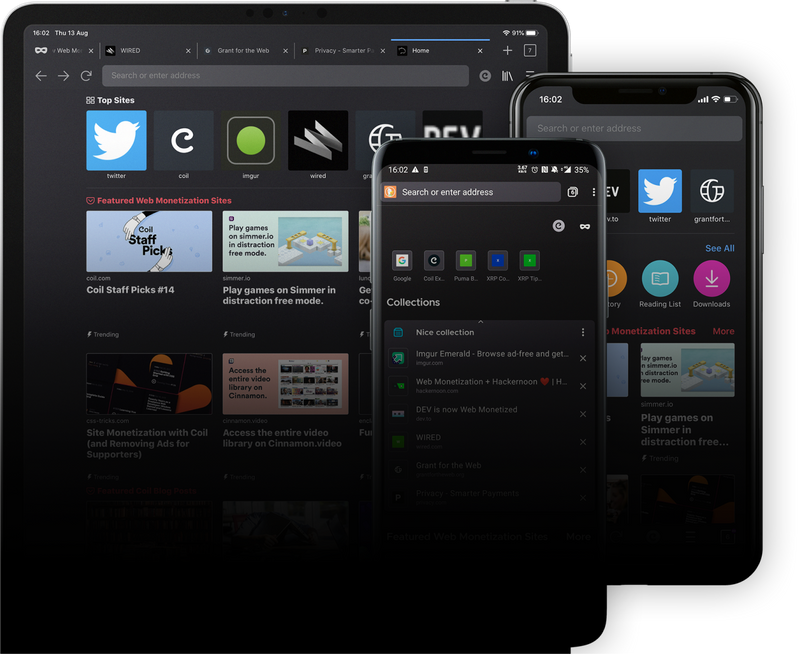 16:02 Thu 13 Aug
91%
Web Mon
WIRED
Grant for the Web
Privacy - Smarter Pa
Home
7
Search or enter address
Top Sites
twitter
coil
imgur
wired
gra
DEV
Featured Web Monetization Sites
Coil
Staff
Picks
coil.com
Coil Staff Picks #14
Trending
Play games
on simmer.io
in distraction
free mode.
simmer.io
Play games on Simmer in
distraction free mode.
Trending
Ge
co-
css-tricks.com
Site Monetization with Coil
(and Removing Ads for
Supporters)
Trending
Access the
entire video
library on
Cinnamon.
cinnamon.video
Access the entire video
library on Cinnamon.video
Trending
Fu
Featured Coil Blog Posts
16:02
35%
Search or enter address
Google
Coil Ex...
Puma B...
XRP Co...
XRP Tip...
Collections
Nice collection
Imgur Emerald - Browse ad-free and get...
imgur.com
Web Monetization + Hackernoon ❤️ | H...
hackernoon.com
DEV is now Web Monetized
dev.to
WIRED
Grant for the Web
Privacy - Smarter Payments
Featured Web Monetization Sites
More
16:02
Search or enter address
EV
v.to
twitter
grantfort...
See All
tory
Reading List
Downloads
b Monetization Sites
More
s
Play games
on simmer.io
in distraction
free mode.
simmer.io
Play games on
Simmer in
distraction free...
Trending